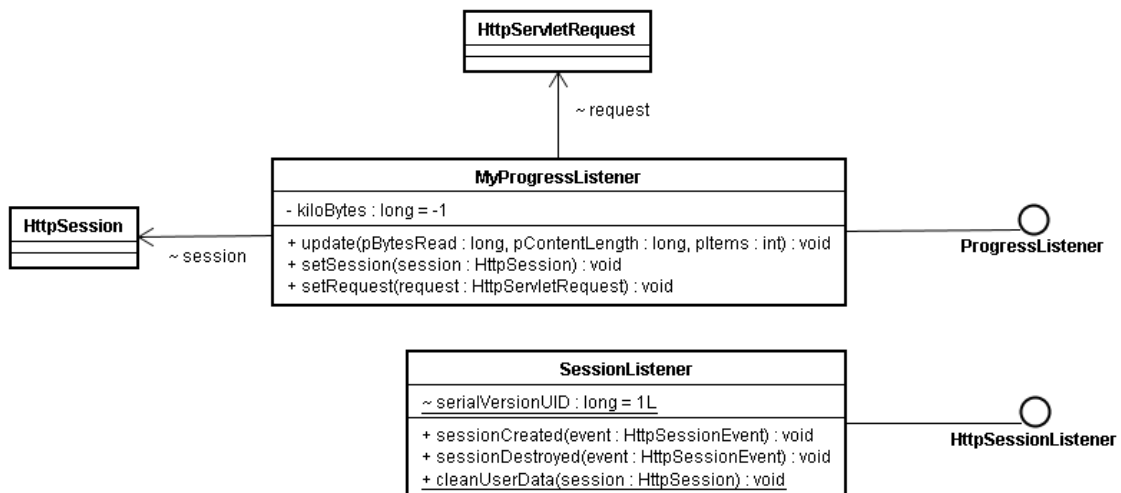 HttpServletRequest
~ request
MyProgressListener
- kiloBytes : long = -1
+ update(pBytesRead : long, pContentLength : long, pItems : int) : void
+ setSession(session : HttpSession) : void
+ setRequest(request : HttpServletRequest) : void
HttpSession
~ session
ProgressListener
SessionListener
~ serialVersionUID : long = 1L
+ sessionCreated(event : HttpSessionEvent) : void
+ sessionDestroyed(event : HttpSessionEvent) : void
+ cleanUserData(session : HttpSession) : void
HttpSessionListener